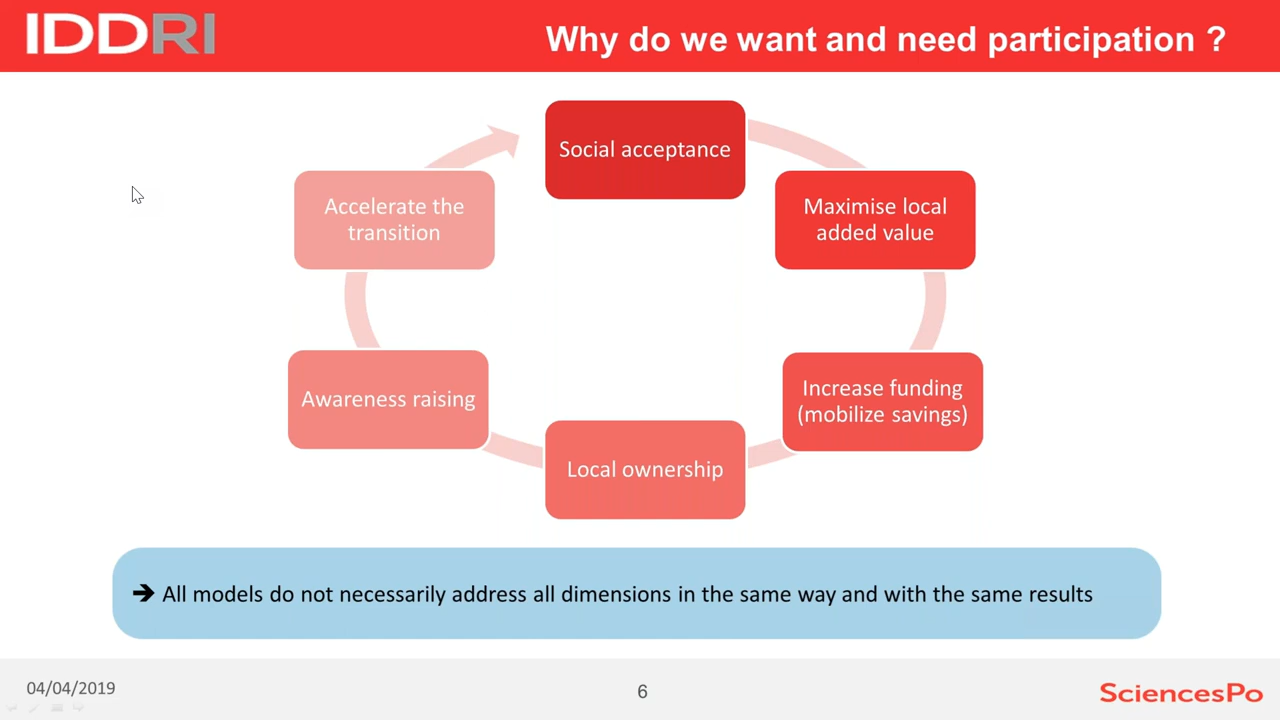 IDDRI
Why do we want and need participation ?
Social acceptance
Maximise local
added value
Increase funding
(mobilize savings)
Local ownership
Awareness raising
Accelerate the
transition
➔ All models do not necessarily address all dimensions in the same way and with the same results
04/04/2019
6
SciencesPo